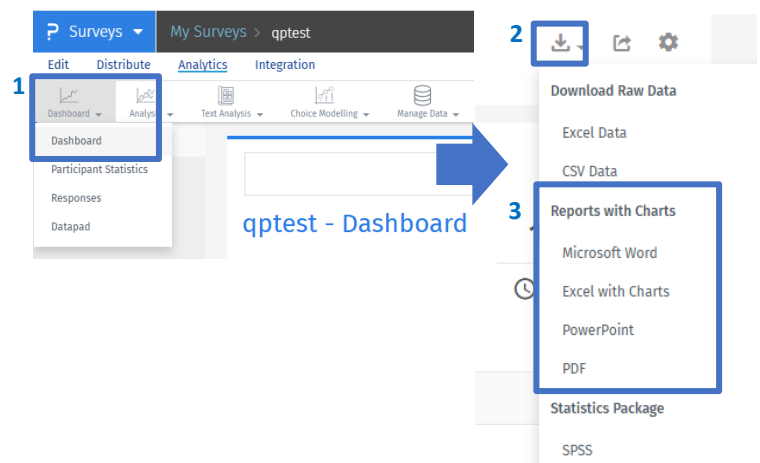 Surveys
My Surveys > qptest
Edit Distribute Analytics Integration
1
Dashboard Analysis Text Analysis Choice Modelling Manage Data
Dashboard
Participant Statistics
Responses
Datapad
qptest - Dashboard
2
Download Raw Data
Excel Data
CSV Data
3
Reports with Charts
Microsoft Word
Excel with Charts
PowerPoint
PDF
Statistics Package
SPSS